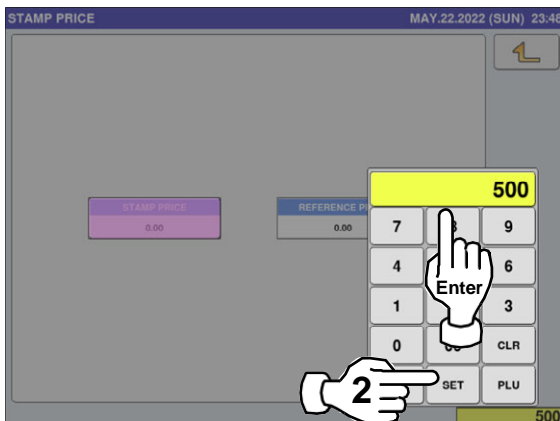 STAMP PRICE MAY.22.2022 (SUN) 23:48
500
STAMP PRICE REFERENCE
0.00 0.00
7 9
4 6
Enter
1 3
0 CLR
2 SET PLU
500